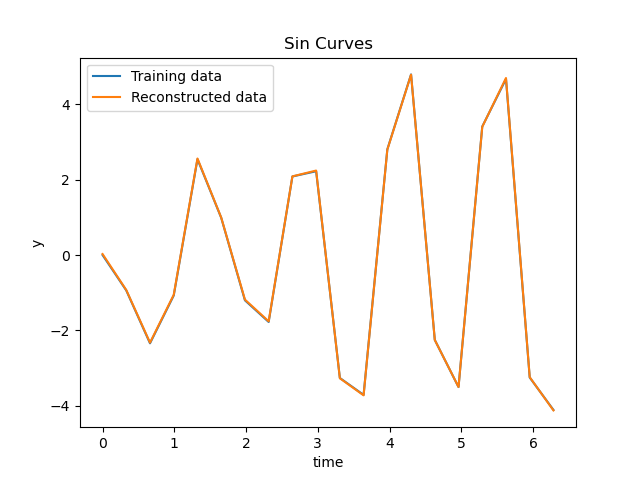 Sin Curves
Training data
Reconstructed data
4
2
0
−2
−4
y
0 1 2 3 4 5 6
time